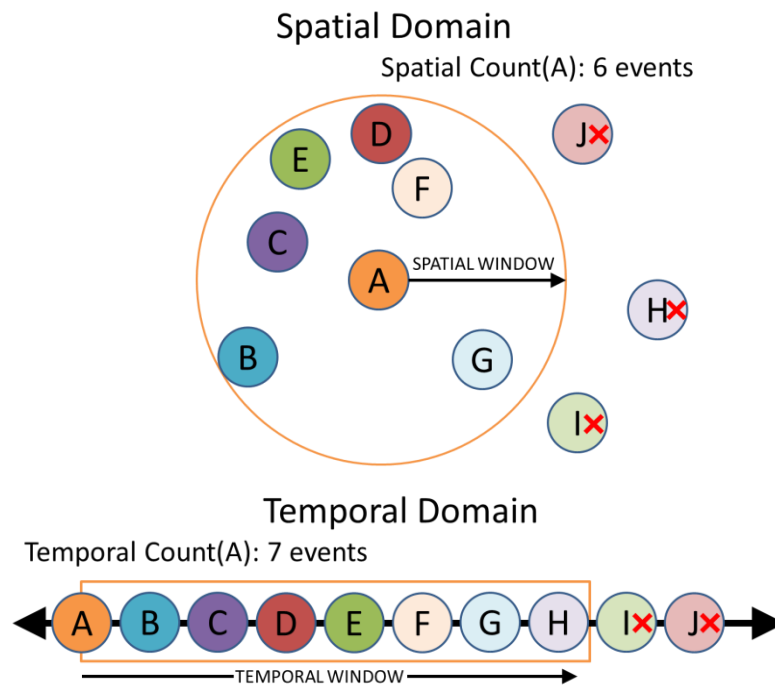 Spatial Domain
Spatial Count(A): 6 events
D
J
E
F
C
A
SPATIAL WINDOW
H
B
G
I
Temporal Domain
Temporal Count(A): 7 events
A B C D E F G H I J
TEMPORAL WINDOW